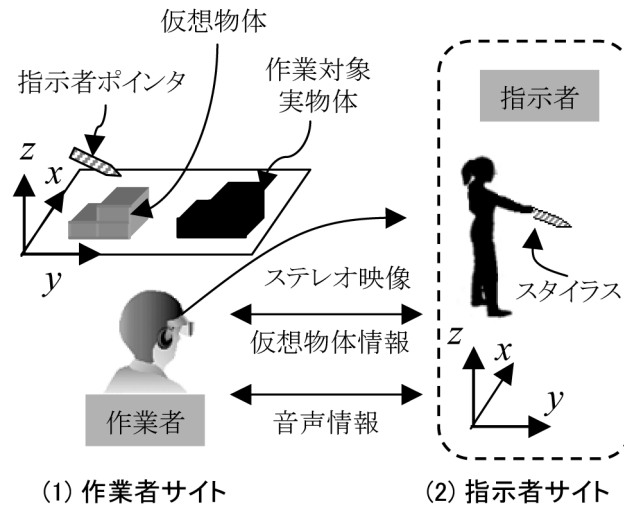 仮想物体
指示者ポインタ
作業対象
実物体
指示者
z
x
y
ステレオ映像
スタイラス
仮想物体情報
z
x
y
作業者
音声情報
(1) 作業者サイト
(2) 指示者サイト